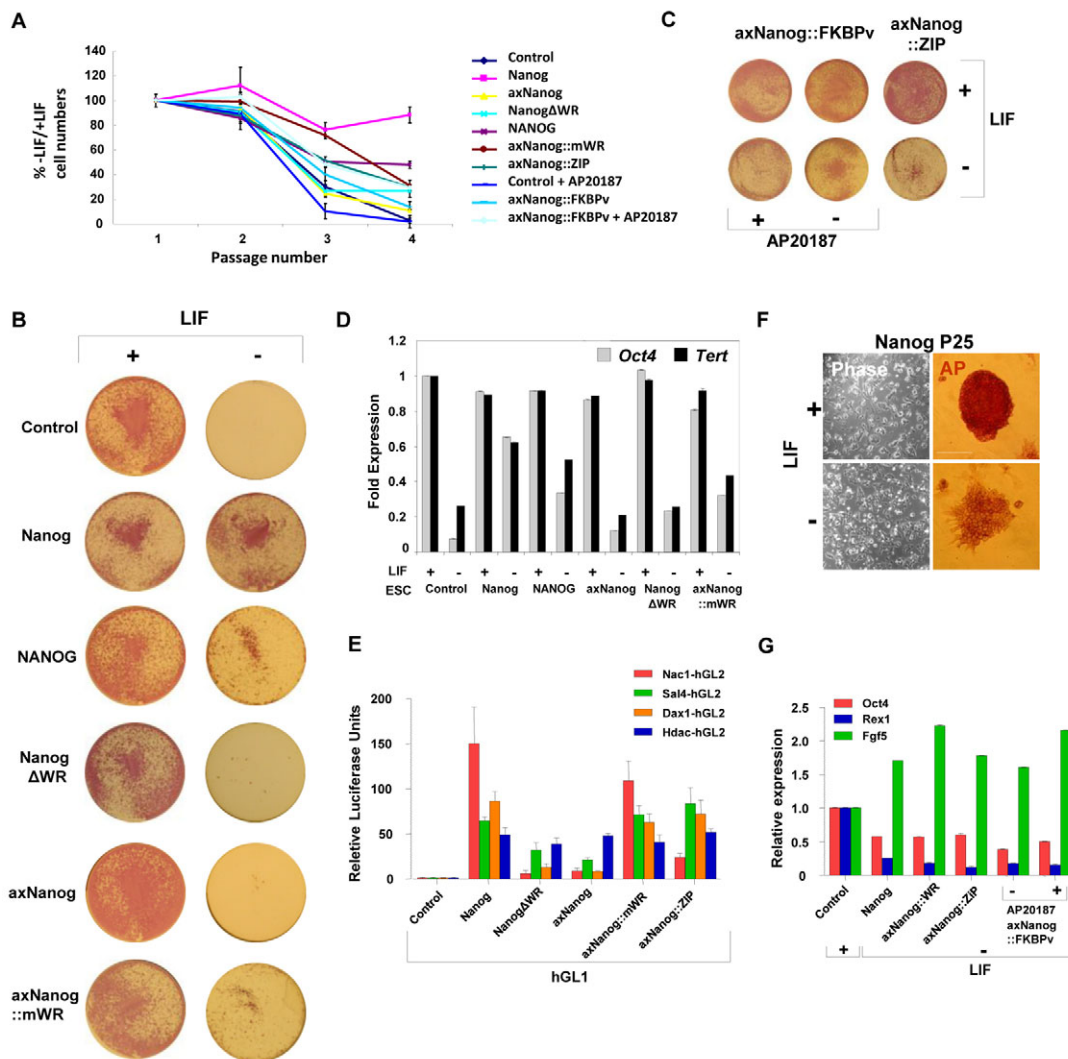 A
% -LIF/+LIF
cell numbers
140
120
100
80
60
40
20
0
1 2 3 4
Passage number
Control
Nanog
axNanog
NanogΔWR
NANOG
axNanog::mWR
axNanog::ZIP
Control + AP20187
axNanog::FKBPv
axNanog::FKBPv + AP20187
C
axNanog::FKBPv
axNanog
::ZIP
+
-
LIF
+ -
AP20187
B
LIF
+ -
Control
Nanog
NANOG
Nanog
ΔWR
axNanog
axNanog
::mWR
D
Fold Expression
1.2
1
0.8
0.6
0.4
0.2
0
Oct4 Tert
LIF + - + - + - + - + - + -
ESC Control Nanog NANOG axNanog Nanog axNanog
ΔWR ::mWR
F
Nanog P25
Phase AP
+
LIF
-
E
Reletive Luciferase Units
200
150
100
50
0
Nac1-hGL2
Sal4-hGL2
Dax1-hGL2
Hdac-hGL2
Control
Nanog
NanogΔWR
axNanog
axNanog::mWR
axNanog::ZIP
hGL1
G
Relative expression
2.5
2.0
1.5
1.0
0.5
0
Oct4
Rex1
Fgf5
Control
Nanog
axNanog::WR
axNanog::ZIP
- +
AP20187
axNanog
::FKBPv
+ -
LIF